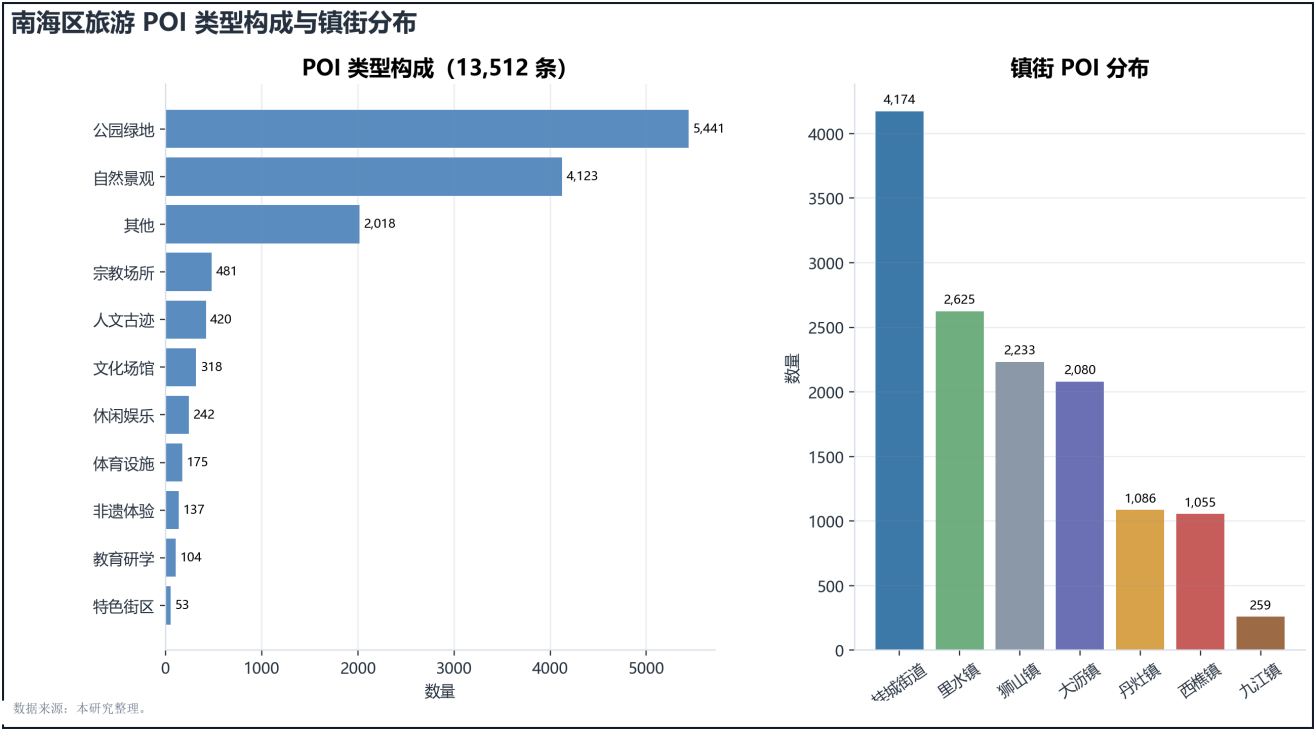 南海区旅游 POI 类型构成与镇街分布
POI 类型构成（13,512 条）
公园绿地 5,441
自然景观 4,123
其他 2,018
宗教场所 481
人文古迹 420
文化场馆 318
休闲娱乐 242
体育设施 175
非遗体验 137
教育研学 104
特色街区 53
0 1000 2000 3000 4000 5000
数量
镇街 POI 分布
数量
4000
3500
3000
2500
2000
1500
1000
500
0
4,174
2,625
2,233
2,080
1,086
1,055
259
桂城街道 里水镇 狮山镇 大沥镇 丹灶镇 西樵镇 九江镇
数据来源：本研究整理。